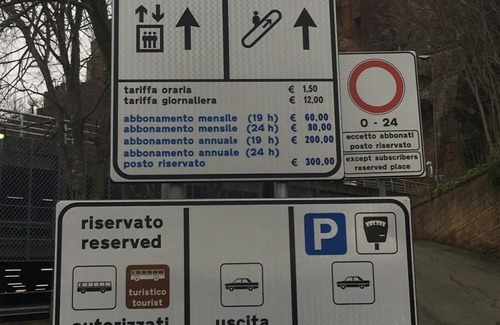 tariffa oraria € 1,50
tariffa giornaliera € 12,00
abbonamento mensile (19 h) € 60,00
abbonamento mensile (24 h) € 80,00
abbonamento annuale (19 h) € 200,00
abbonamento annuale (24 h)
posto riservato € 300,00
0 - 24
eccetto abbonati
posto riservato
except subscribers
reserved place
riservato
reserved
P
turistico
tourist
autorizzati
uscita